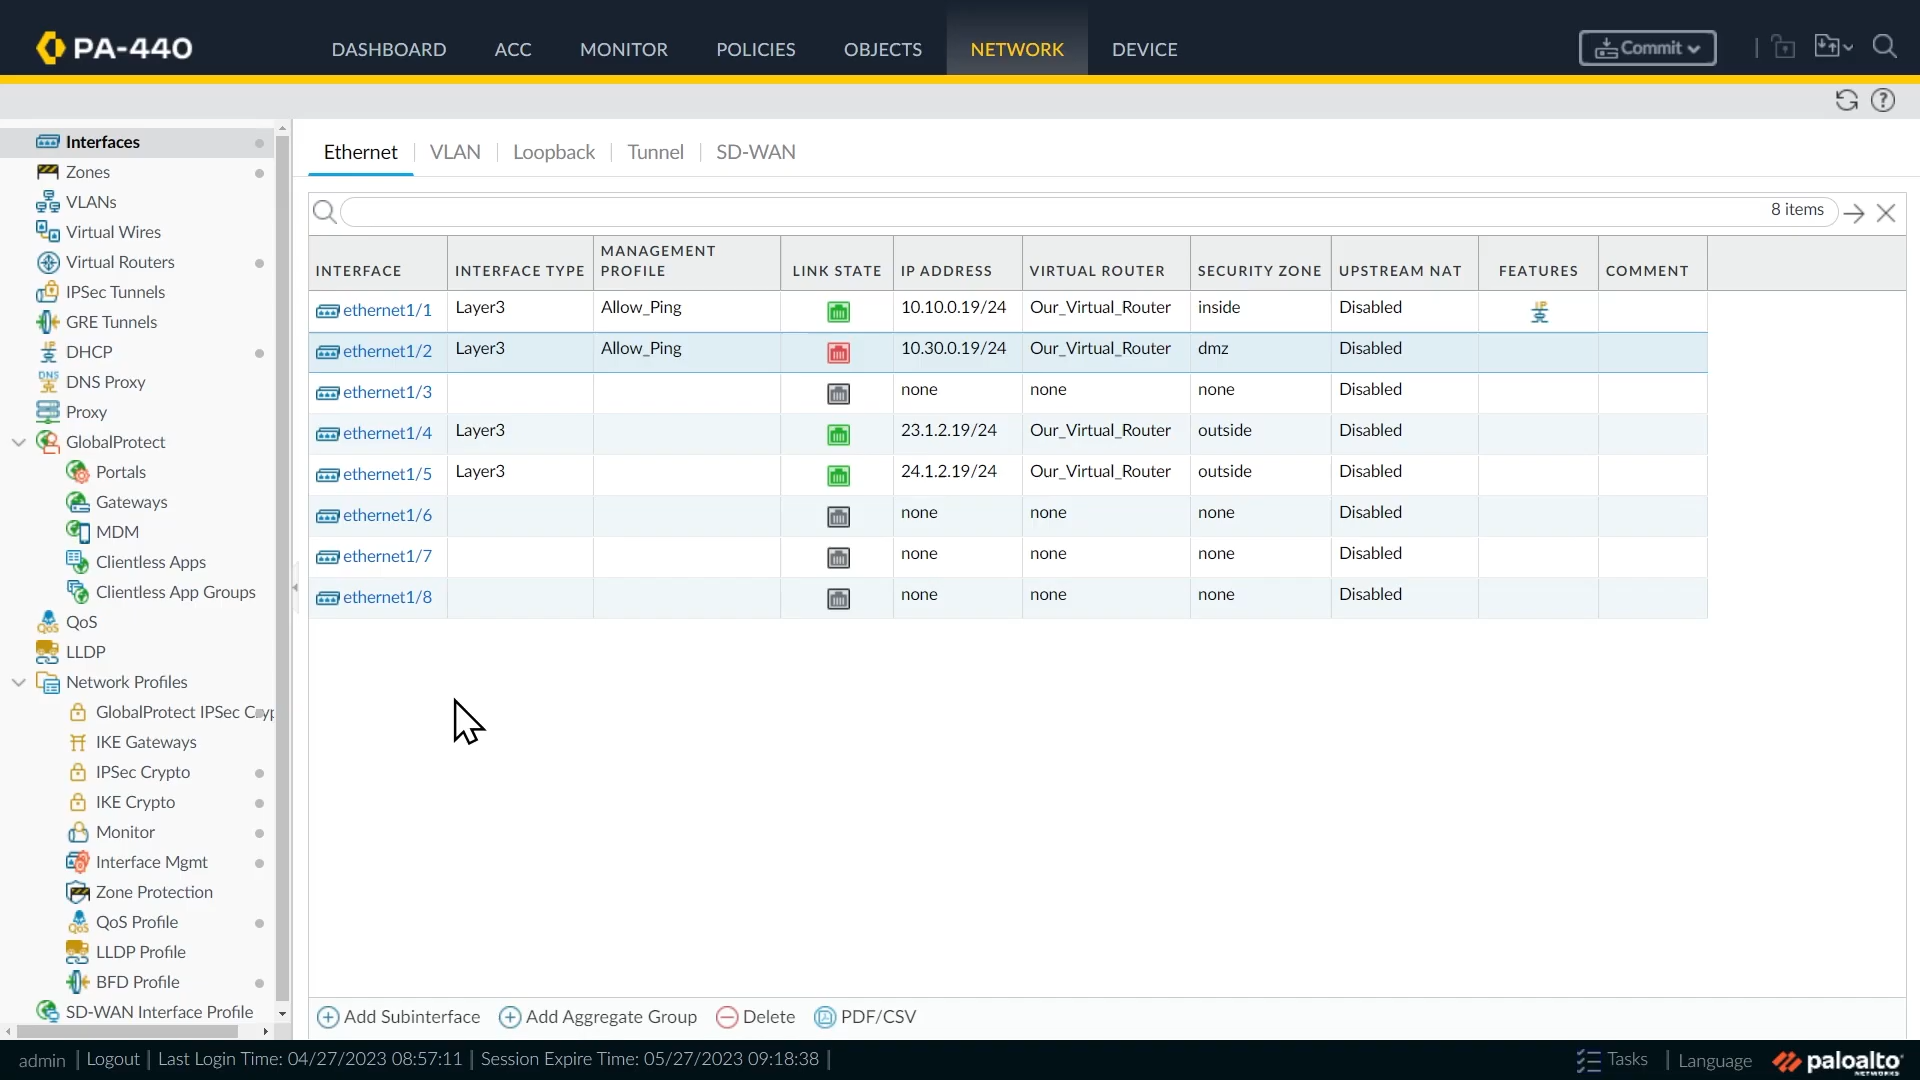 PA-440
DASHBOARD ACC MONITOR POLICIES OBJECTS NETWORK DEVICE
Commit
Interfaces
Zones
VLANs
Virtual Wires
Virtual Routers
IPSec Tunnels
GRE Tunnels
DHCP
DNS Proxy
Proxy
GlobalProtect
Portals
Gateways
MDM
Clientless Apps
Clientless App Groups
QoS
LLDP
Network Profiles
GlobalProtect IPSec Cryp
IKE Gateways
IPSec Crypto
IKE Crypto
Monitor
Interface Mgmt
Zone Protection
QoS Profile
LLDP Profile
BFD Profile
SD-WAN Interface Profile
Ethernet VLAN Loopback Tunnel SD-WAN
8 items
INTERFACE INTERFACE TYPE MANAGEMENT PROFILE LINK STATE IP ADDRESS VIRTUAL ROUTER SECURITY ZONE UPSTREAM NAT FEATURES COMMENT
ethernet1/1 Layer3 Allow_Ping 10.10.0.19/24 Our_Virtual_Router inside Disabled
ethernet1/2 Layer3 Allow_Ping 10.30.0.19/24 Our_Virtual_Router dmz Disabled
ethernet1/3 none none none Disabled
ethernet1/4 Layer3 23.1.2.19/24 Our_Virtual_Router outside Disabled
ethernet1/5 Layer3 24.1.2.19/24 Our_Virtual_Router outside Disabled
ethernet1/6 none none none Disabled
ethernet1/7 none none none Disabled
ethernet1/8 none none none Disabled
Add Subinterface Add Aggregate Group Delete PDF/CSV
admin | Logout | Last Login Time: 04/27/2023 08:57:11 | Session Expire Time: 05/27/2023 09:18:38 |
Tasks | Language paloalto NETWORKS